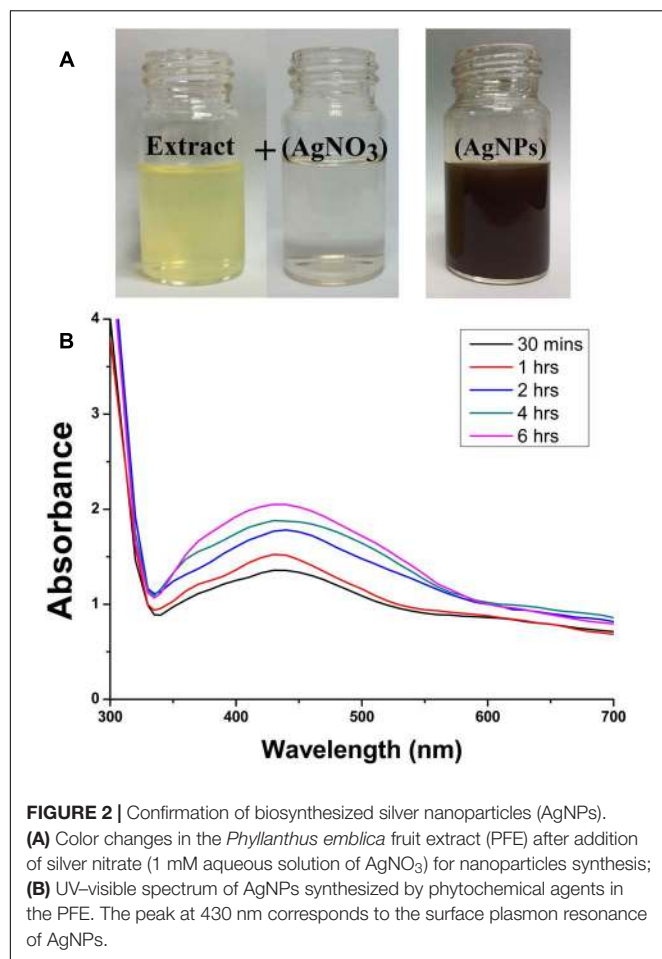 A
Extract + (AgNO₃) (AgNPs)
B
4
3
2
1
0
Absorbance
30 mins
1 hrs
2 hrs
4 hrs
6 hrs
300 400 500 600 700
Wavelength (nm)
FIGURE 2 | Confirmation of biosynthesized silver nanoparticles (AgNPs).
(A) Color changes in the Phyllanthus emblica fruit extract (PFE) after addition
of silver nitrate (1 mM aqueous solution of AgNO₃) for nanoparticles synthesis;
(B) UV–visible spectrum of AgNPs synthesized by phytochemical agents in
the PFE. The peak at 430 nm corresponds to the surface plasmon resonance
of AgNPs.